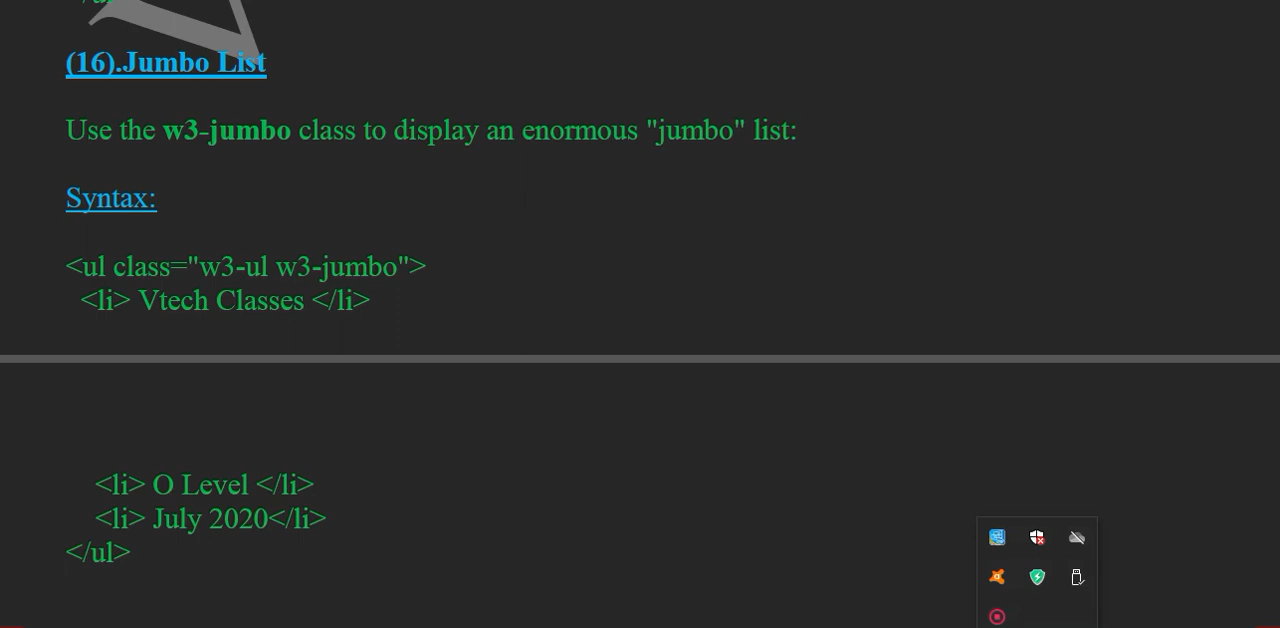 (16).Jumbo List
Use the w3-jumbo class to display an enormous "jumbo" list:
Syntax:
<ul class="w3-ul w3-jumbo">
<li> Vtech Classes </li>
<li> O Level </li>
<li> July 2020</li>
</ul>